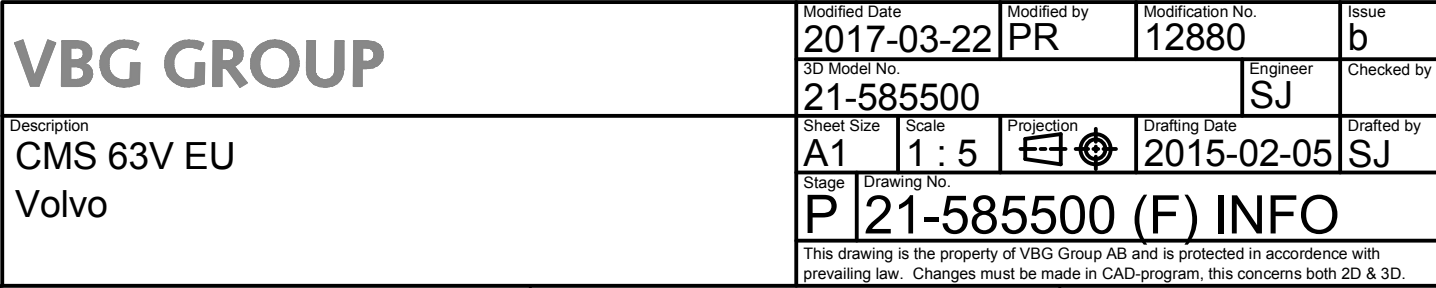 VBG GROUP
Modified Date Modified by Modification No. Issue
2017-03-22 PR 12880 b
3D Model No. Engineer Checked by
21-585500 SJ
Description
CMS 63V EU
Volvo
Sheet Size Scale Projection Drafting Date Drafted by
A1 1 : 5 2015-02-05 SJ
Stage Drawing No.
P 21-585500 (F) INFO
This drawing is the property of VBG Group AB and is protected in accordance with
prevailing law. Changes must be made in CAD-program, this concerns both 2D & 3D.